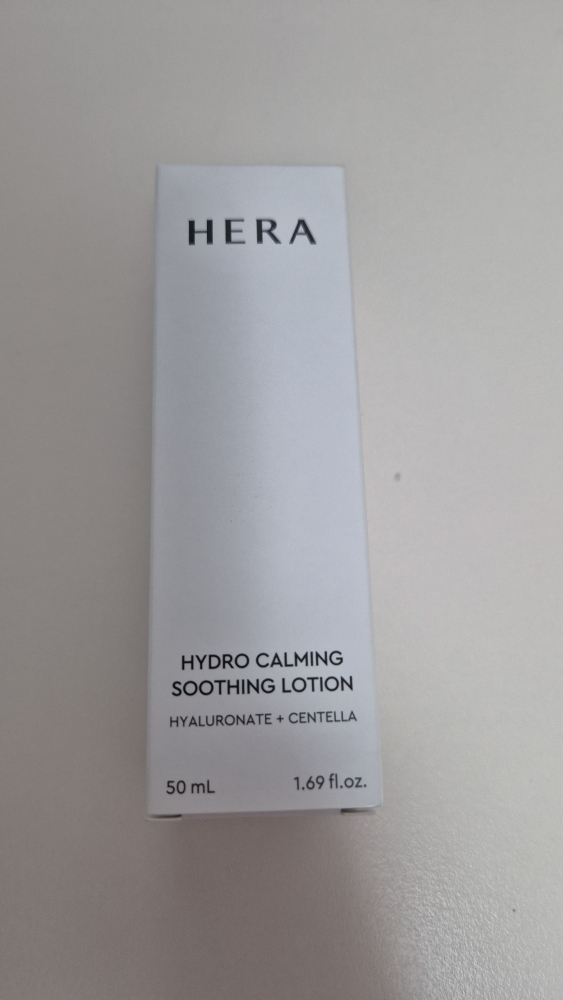 HERA
HYDRO CALMING
SOOTHING LOTION
HYALURONATE + CENTELLA
50 mL 1.69 fl.oz.